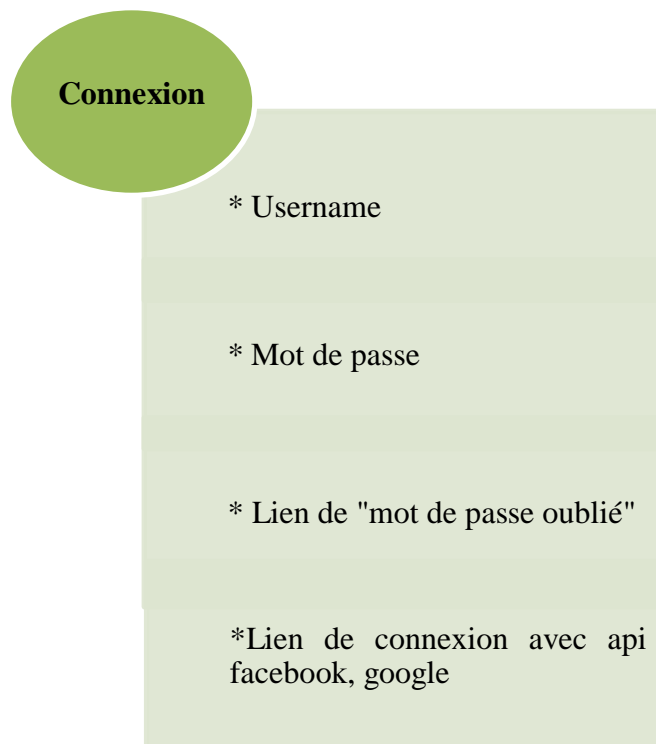 Connexion
* Username
* Mot de passe
* Lien de "mot de passe oublié"
*Lien de connexion avec api
facebook, google